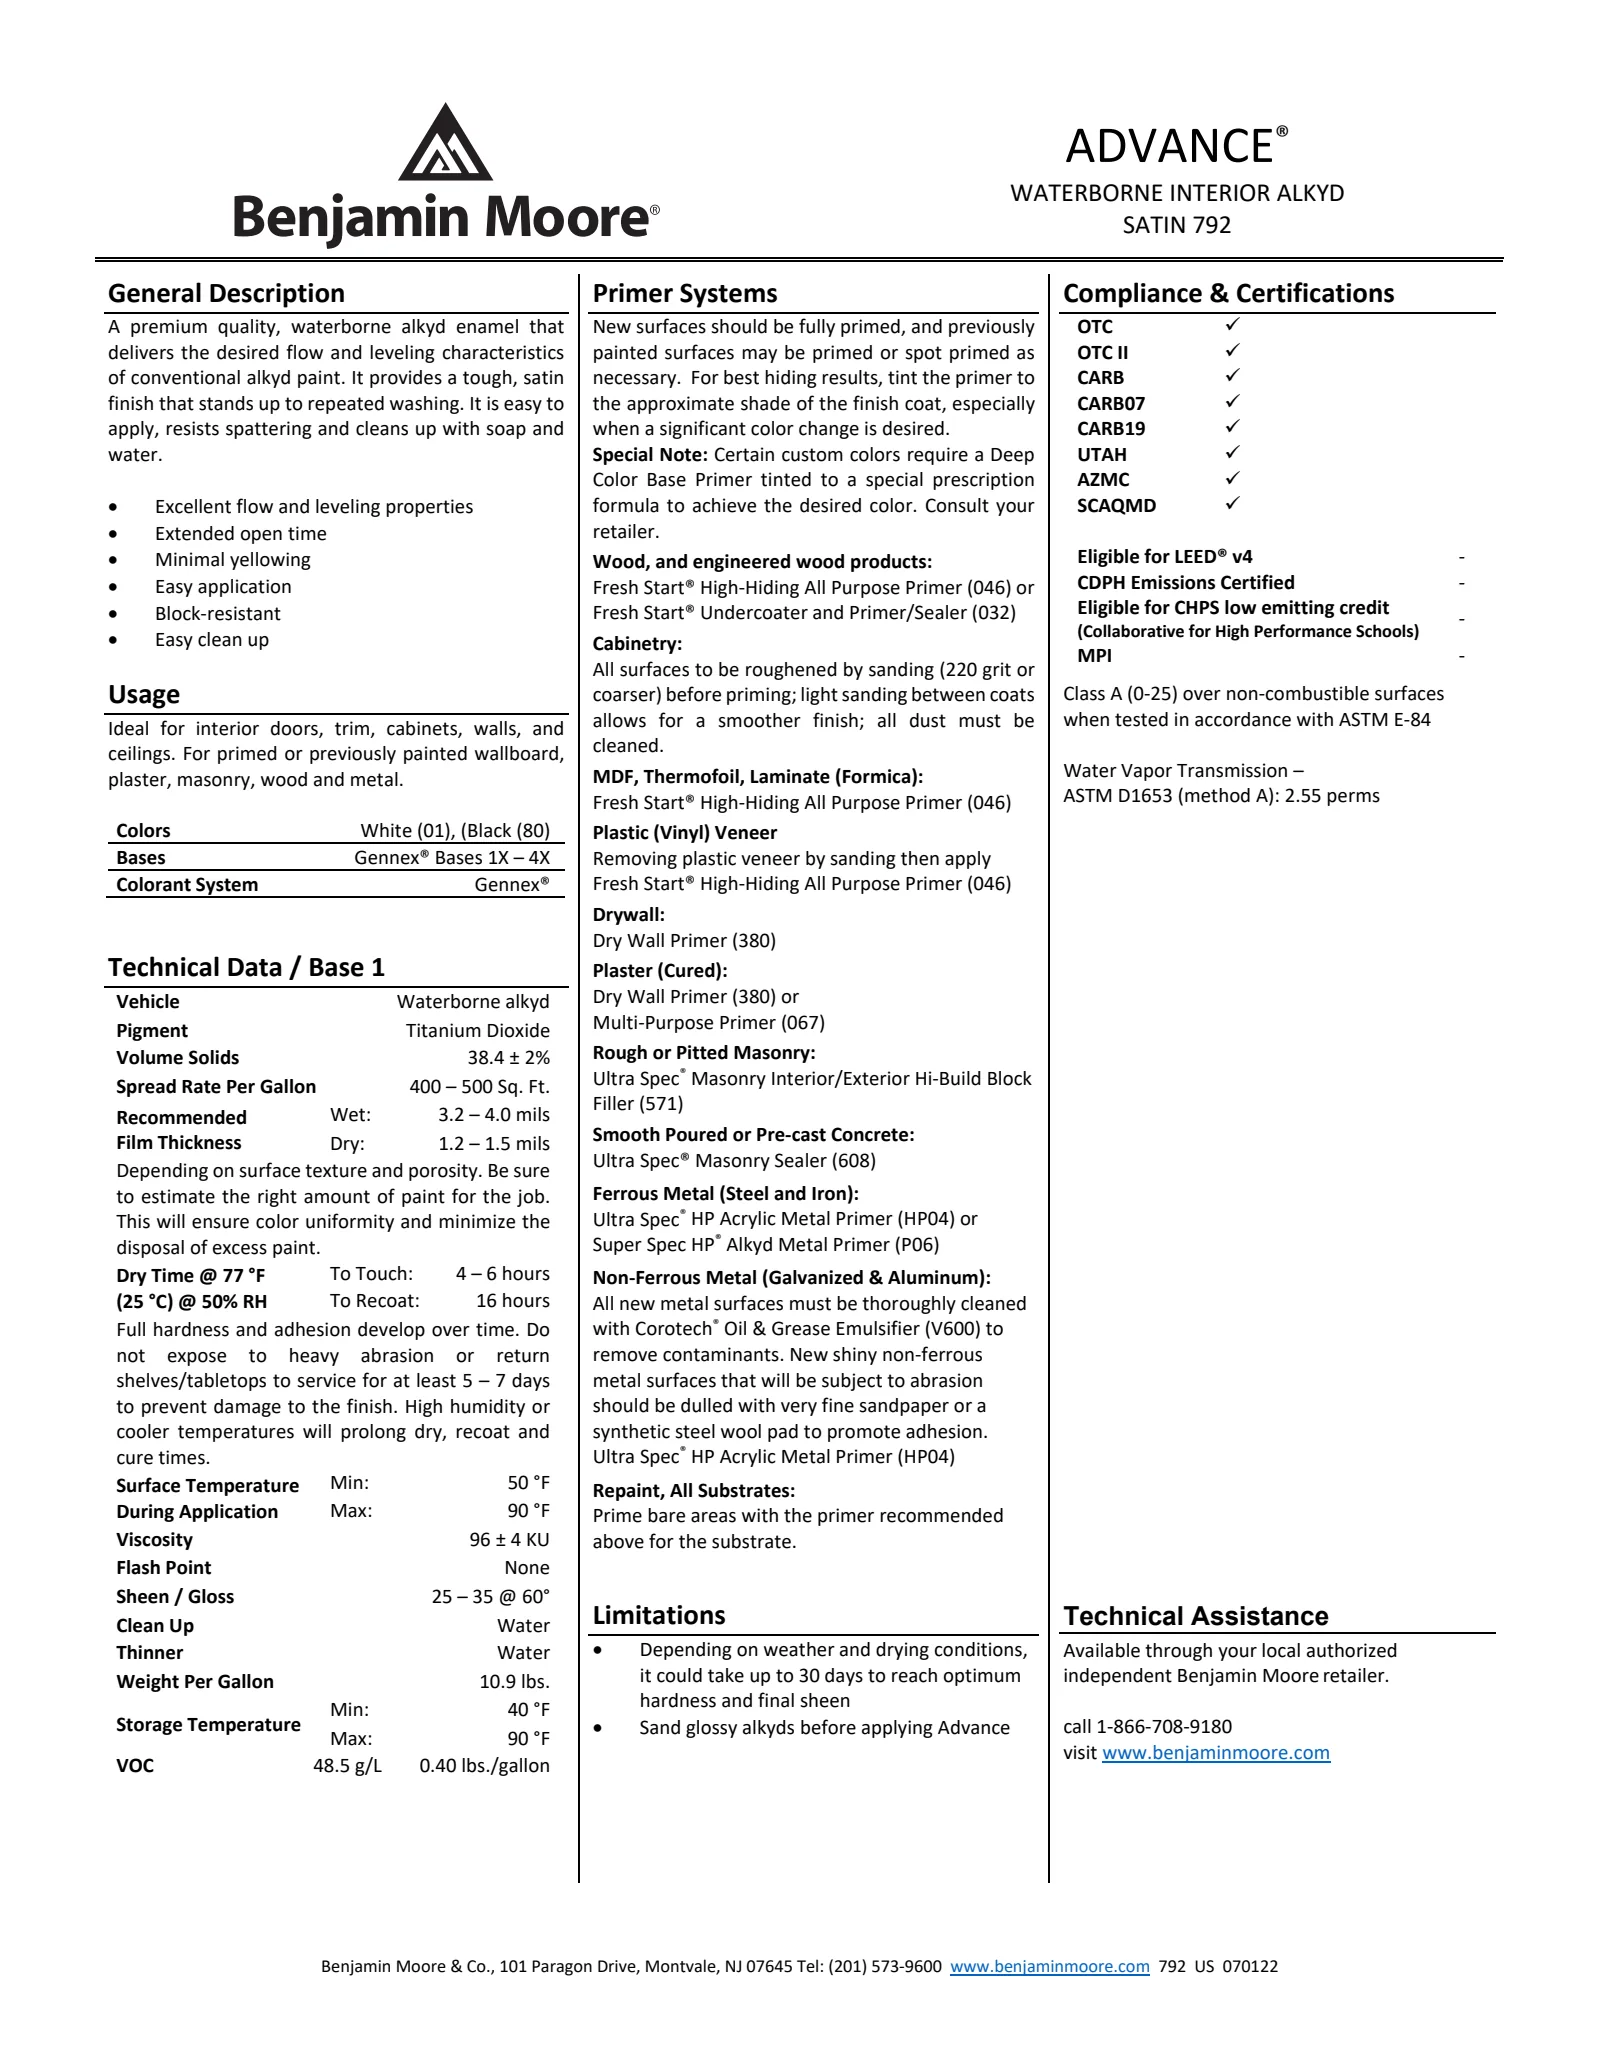 Benjamin Moore®
ADVANCE®
WATERBORNE INTERIOR ALKYD
SATIN 792
General Description
A premium quality, waterborne alkyd enamel that
delivers the desired flow and leveling characteristics
of conventional alkyd paint. It provides a tough, satin
finish that stands up to repeated washing. It is easy to
apply, resists spattering and cleans up with soap and
water.
• Excellent flow and leveling properties
• Extended open time
• Minimal yellowing
• Easy application
• Block-resistant
• Easy clean up
Usage
Ideal for interior doors, trim, cabinets, walls, and
ceilings. For primed or previously painted wallboard,
plaster, masonry, wood and metal.
Colors White (01), (Black (80)
Bases Gennex® Bases 1X – 4X
Colorant System Gennex®
Technical Data / Base 1
Vehicle Waterborne alkyd
Pigment Titanium Dioxide
Volume Solids 38.4 ± 2%
Spread Rate Per Gallon 400 – 500 Sq. Ft.
Recommended Wet: 3.2 – 4.0 mils
Film Thickness Dry: 1.2 – 1.5 mils
Depending on surface texture and porosity. Be sure
to estimate the right amount of paint for the job.
This will ensure color uniformity and minimize the
disposal of excess paint.
Dry Time @ 77 °F To Touch: 4 – 6 hours
(25 °C) @ 50% RH To Recoat: 16 hours
Full hardness and adhesion develop over time. Do
not expose to heavy abrasion or return
shelves/tabletops to service for at least 5 – 7 days
to prevent damage to the finish. High humidity or
cooler temperatures will prolong dry, recoat and
cure times.
Surface Temperature Min: 50 °F
During Application Max: 90 °F
Viscosity 96 ± 4 KU
Flash Point None
Sheen / Gloss 25 – 35 @ 60°
Clean Up Water
Thinner Water
Weight Per Gallon 10.9 lbs.
Storage Temperature Min: 40 °F
Max: 90 °F
VOC 48.5 g/L 0.40 lbs./gallon
Primer Systems
New surfaces should be fully primed, and previously
painted surfaces may be primed or spot primed as
necessary. For best hiding results, tint the primer to
the approximate shade of the finish coat, especially
when a significant color change is desired.
Special Note: Certain custom colors require a Deep
Color Base Primer tinted to a special prescription
formula to achieve the desired color. Consult your
retailer.
Wood, and engineered wood products:
Fresh Start® High-Hiding All Purpose Primer (046) or
Fresh Start® Undercoater and Primer/Sealer (032)
Cabinetry:
All surfaces to be roughened by sanding (220 grit or
coarser) before priming; light sanding between coats
allows for a smoother finish; all dust must be
cleaned.
MDF, Thermofoil, Laminate (Formica):
Fresh Start® High-Hiding All Purpose Primer (046)
Plastic (Vinyl) Veneer
Removing plastic veneer by sanding then apply
Fresh Start® High-Hiding All Purpose Primer (046)
Drywall:
Dry Wall Primer (380)
Plaster (Cured):
Dry Wall Primer (380) or
Multi-Purpose Primer (067)
Rough or Pitted Masonry:
Ultra Spec® Masonry Interior/Exterior Hi-Build Block
Filler (571)
Smooth Poured or Pre-cast Concrete:
Ultra Spec® Masonry Sealer (608)
Ferrous Metal (Steel and Iron):
Ultra Spec® HP Acrylic Metal Primer (HP04) or
Super Spec HP® Alkyd Metal Primer (P06)
Non-Ferrous Metal (Galvanized & Aluminum):
All new metal surfaces must be thoroughly cleaned
with Corotech® Oil & Grease Emulsifier (V600) to
remove contaminants. New shiny non-ferrous
metal surfaces that will be subject to abrasion
should be dulled with very fine sandpaper or a
synthetic steel wool pad to promote adhesion.
Ultra Spec® HP Acrylic Metal Primer (HP04)
Repaint, All Substrates:
Prime bare areas with the primer recommended
above for the substrate.
Limitations
• Depending on weather and drying conditions,
it could take up to 30 days to reach optimum
hardness and final sheen
• Sand glossy alkyds before applying Advance
Compliance & Certifications
OTC ✓
OTC II ✓
CARB ✓
CARB07 ✓
CARB19 ✓
UTAH ✓
AZMC ✓
SCAQMD ✓
Eligible for LEED® v4 -
CDPH Emissions Certified -
Eligible for CHPS low emitting credit -
(Collaborative for High Performance Schools)
MPI -
Class A (0-25) over non-combustible surfaces
when tested in accordance with ASTM E-84
Water Vapor Transmission –
ASTM D1653 (method A): 2.55 perms
Technical Assistance
Available through your local authorized
independent Benjamin Moore retailer.
call 1-866-708-9180
visit www.benjaminmoore.com
Benjamin Moore & Co., 101 Paragon Drive, Montvale, NJ 07645 Tel: (201) 573-9600 www.benjaminmoore.com 792 US 070122